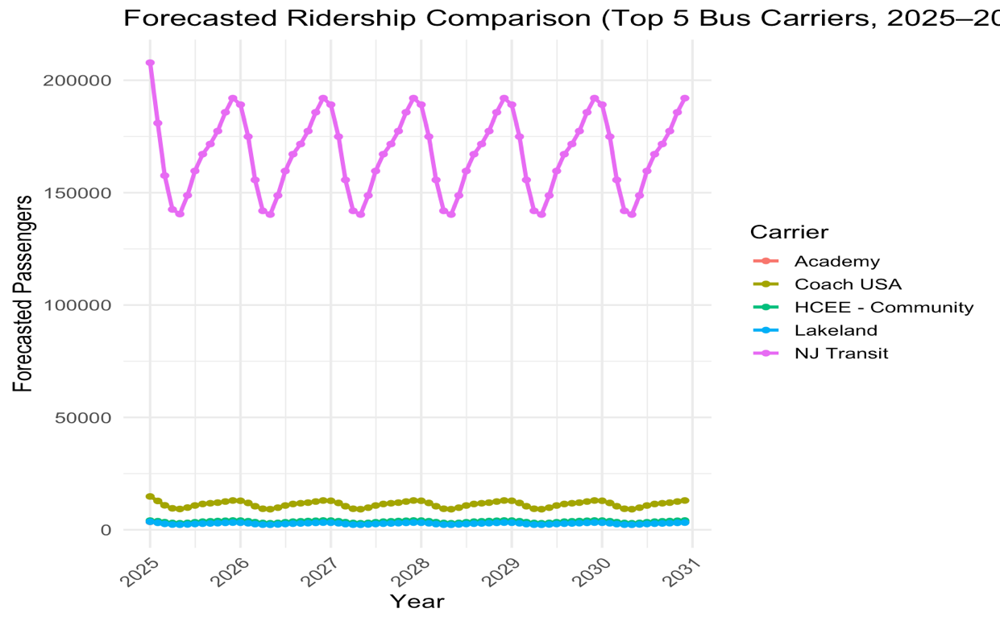 Forecasted Ridership Comparison (Top 5 Bus Carriers, 2025–20
200000
150000
100000
50000
0
Forecasted Passengers
2025
2026
2027
2028
2029
2030
2031
Year
Carrier
Academy
Coach USA
HCEE - Community
Lakeland
NJ Transit